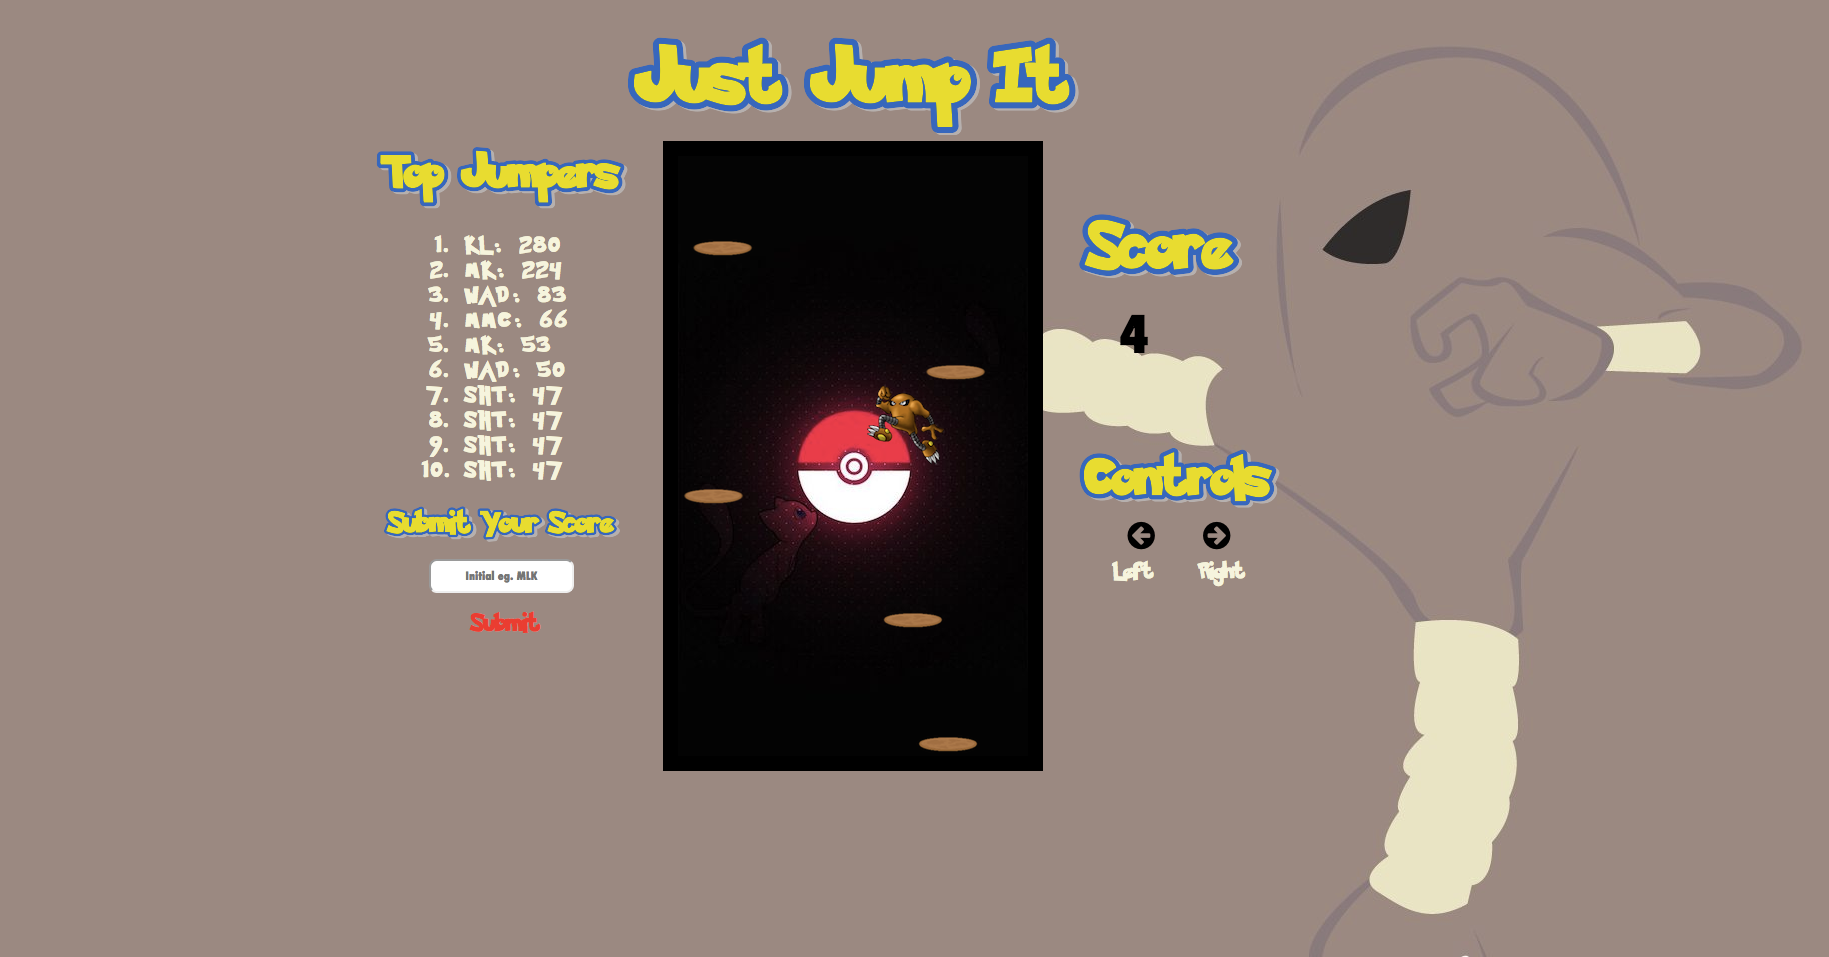 Just Jump It
Top Jumpers
1. RL: 280
2. MK: 224
3. WAD: 83
4. MMC: 66
5. MK: 53
6. WAD: 50
7. SHT: 47
8. SHT: 47
9. SHT: 47
10. SHT: 47
Submit Your Score
Initial eg. MLK
Submit
Score
4
Controls
Left Right